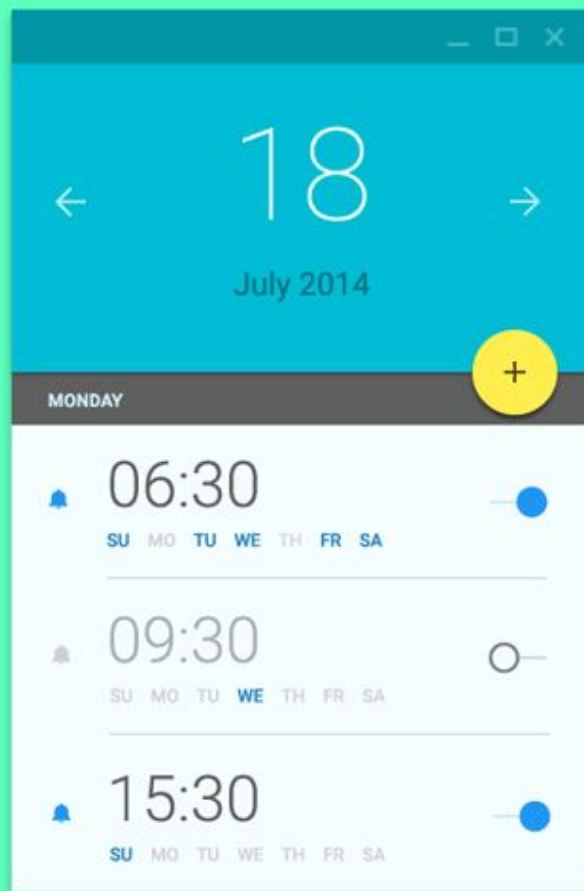 18
July 2014
MONDAY
06:30
SU MO TU WE TH FR SA
09:30
SU MO TU WE TH FR SA
15:30
SU MO TU WE TH FR SA